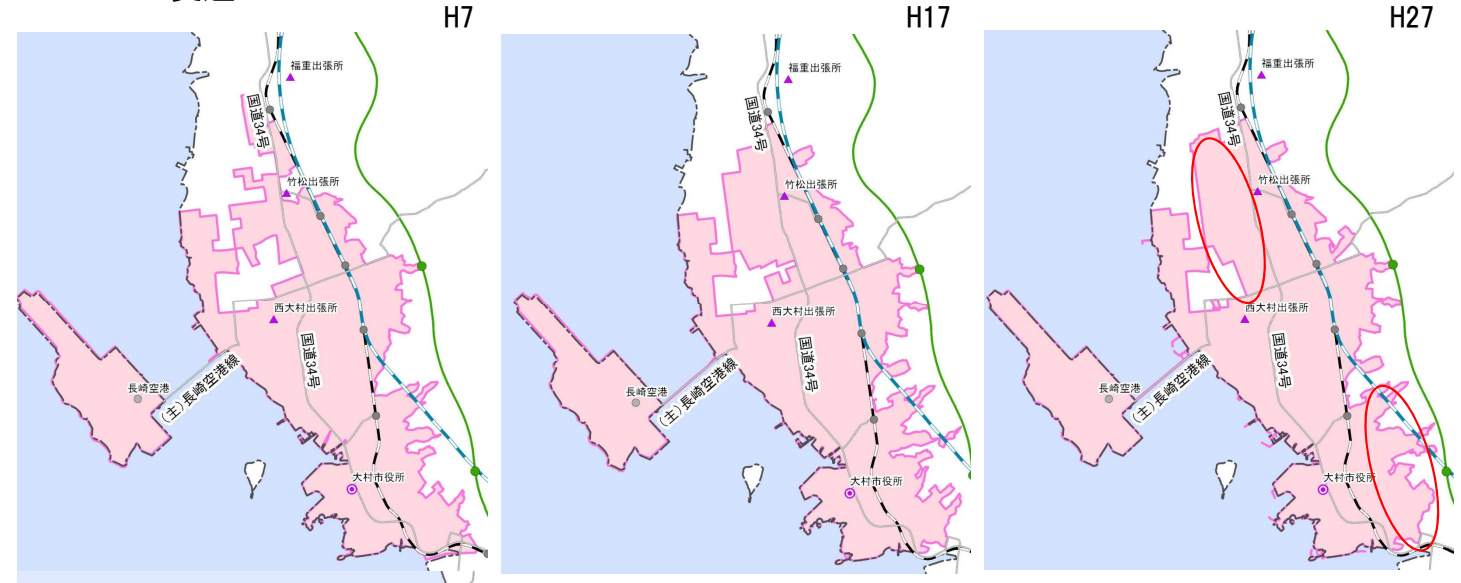 H7
福重出張所
国道34号
竹松出張所
西大村出張所
国道34号
長崎空港
(主)長崎空港線
大村市役所
H17
福重出張所
国道34号
竹松出張所
西大村出張所
国道34号
長崎空港
(主)長崎空港線
大村市役所
H27
福重出張所
国道34号
竹松出張所
西大村出張所
国道34号
長崎空港
(主)長崎空港線
大村市役所